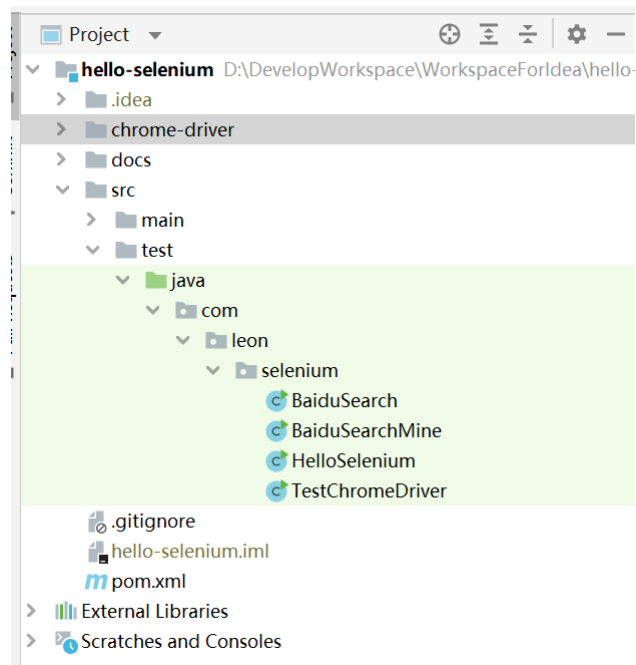 Project
hello-selenium D:\DevelopWorkspace\WorkspaceForIdea\hello-
.idea
chrome-driver
docs
src
main
test
java
com
leon
selenium
BaiduSearch
BaiduSearchMine
HelloSelenium
TestChromeDriver
.gitignore
hello-selenium.iml
pom.xml
External Libraries
Scratches and Consoles